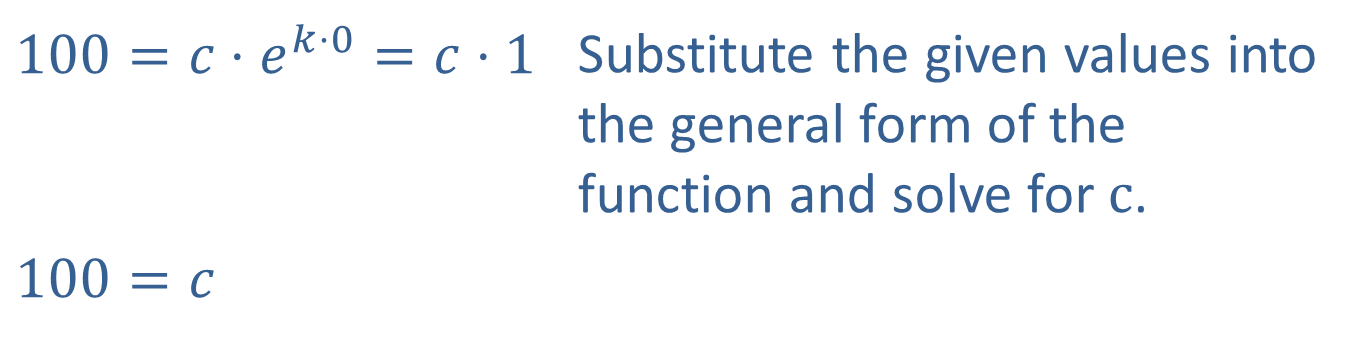 100 = c · e^{k·0} = c · 1 Substitute the given values into
the general form of the
function and solve for c.
100 = c